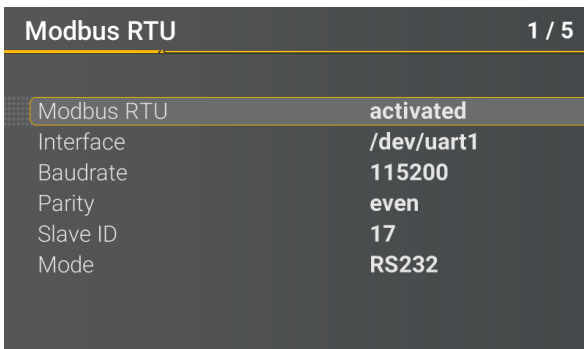 Modbus RTU 1 / 5
Modbus RTU activated
Interface /dev/uart1
Baudrate 115200
Parity even
Slave ID 17
Mode RS232